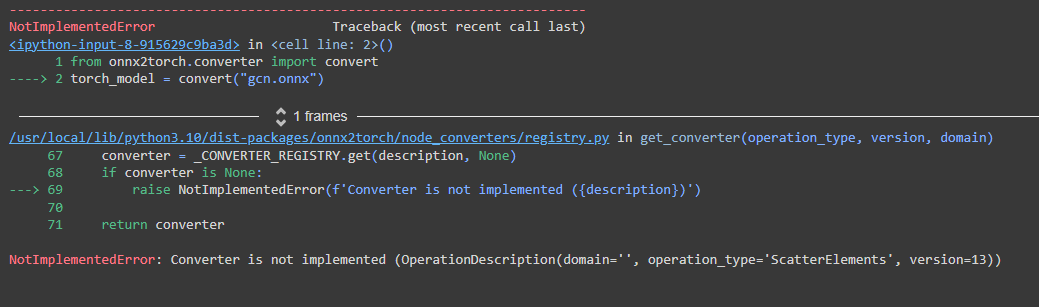 ---------------------------------------------------------------------------
NotImplementedError                       Traceback (most recent call last)
<ipython-input-8-915629c9ba3d> in <cell line: 2>()
      1 from onnx2torch.converter import convert
----> 2 torch_model = convert("gcn.onnx")
1 frames
/usr/local/lib/python3.10/dist-packages/onnx2torch/node_converters/registry.py in get_converter(operation_type, version, domain)
     67     converter = _CONVERTER_REGISTRY.get(description, None)
     68     if converter is None:
---> 69         raise NotImplementedError(f'Converter is not implemented ({description})')
     70
     71     return converter
NotImplementedError: Converter is not implemented (OperationDescription(domain='', operation_type='ScatterElements', version=13))